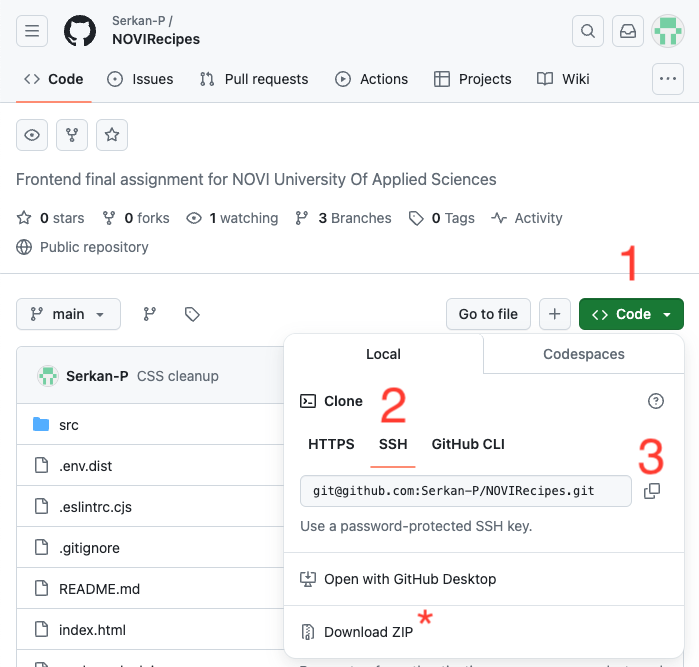 Serkan-P /
NOVIRecipes
Code Issues Pull requests Actions Projects Wiki
Frontend final assignment for NOVI University Of Applied Sciences
0 stars 0 forks 1 watching 3 Branches 0 Tags Activity
Public repository
1
main Go to file Code
Local Codespaces
Serkan-P CSS cleanup
Clone
2
HTTPS SSH GitHub CLI
3
src
.env.dist
git@github.com:Serkan-P/NOVIRecipes.git
.eslintrc.cjs
Use a password-protected SSH key.
.gitignore
Open with GitHub Desktop
README.md
Download ZIP *
index.html